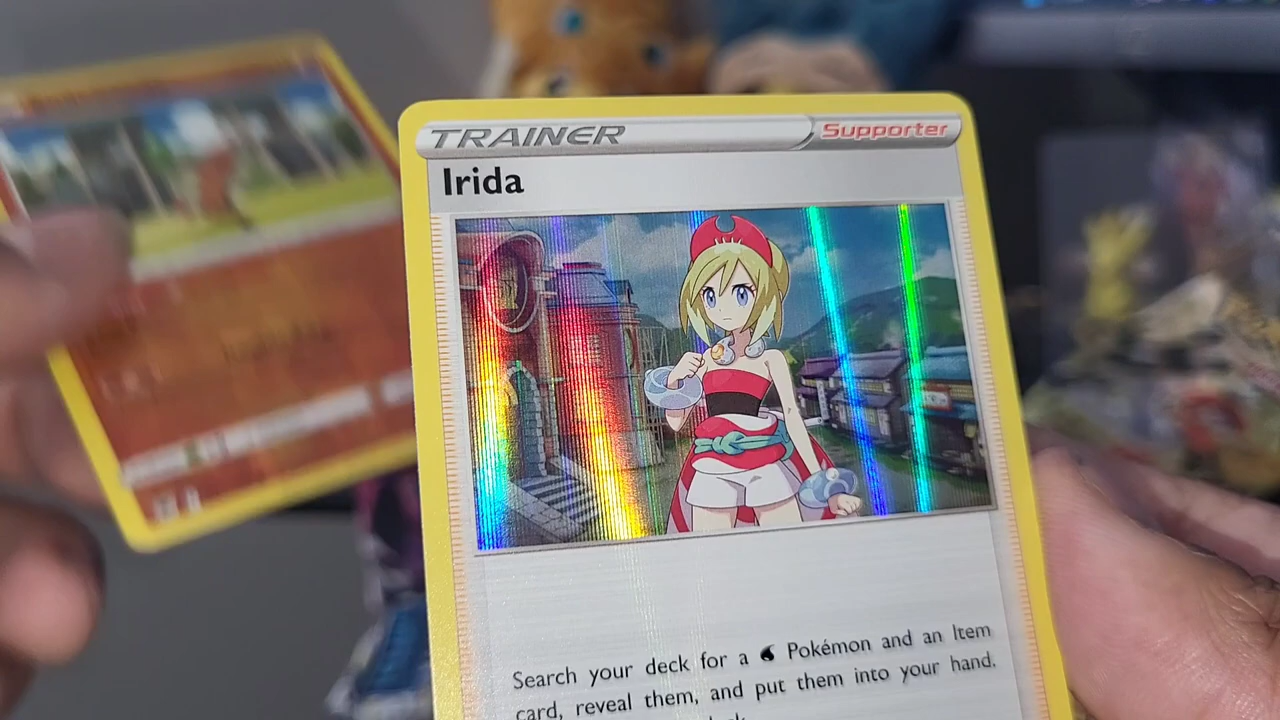 TRAINER Supporter
Irida
Search your deck for a Pokémon and an Item
card, reveal them, and put them into your hand.